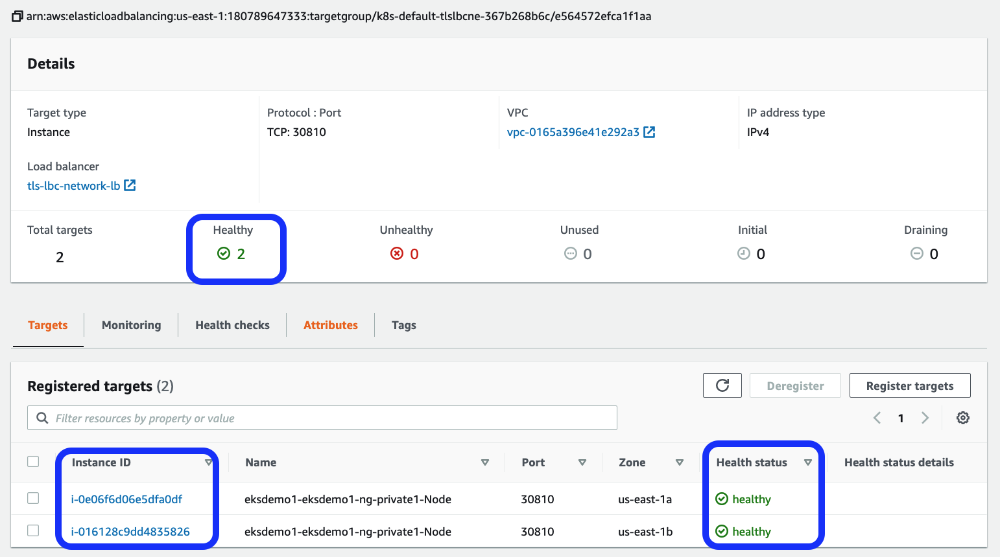 arn:aws:elasticloadbalancing:us-east-1:180789647333:targetgroup/k8s-default-tlslbcne-367b268b6c/e564572efca1f1aa
Details
Target type
Instance
Protocol : Port
TCP: 30810
VPC
vpc-0165a396e41e292a3
IP address type
IPv4
Load balancer
tls-lbc-network-lb
Total targets
2
Healthy
2
Unhealthy
0
Unused
0
Initial
0
Draining
0
Targets Monitoring Health checks Attributes Tags
Registered targets (2)
Deregister Register targets
Filter resources by property or value
1
Instance ID Name Port Zone Health status Health status details
i-0e06f6d06e5dfa0df eksdemo1-eksdemo1-ng-private1-Node 30810 us-east-1a healthy
i-016128c9dd4835826 eksdemo1-eksdemo1-ng-private1-Node 30810 us-east-1b healthy